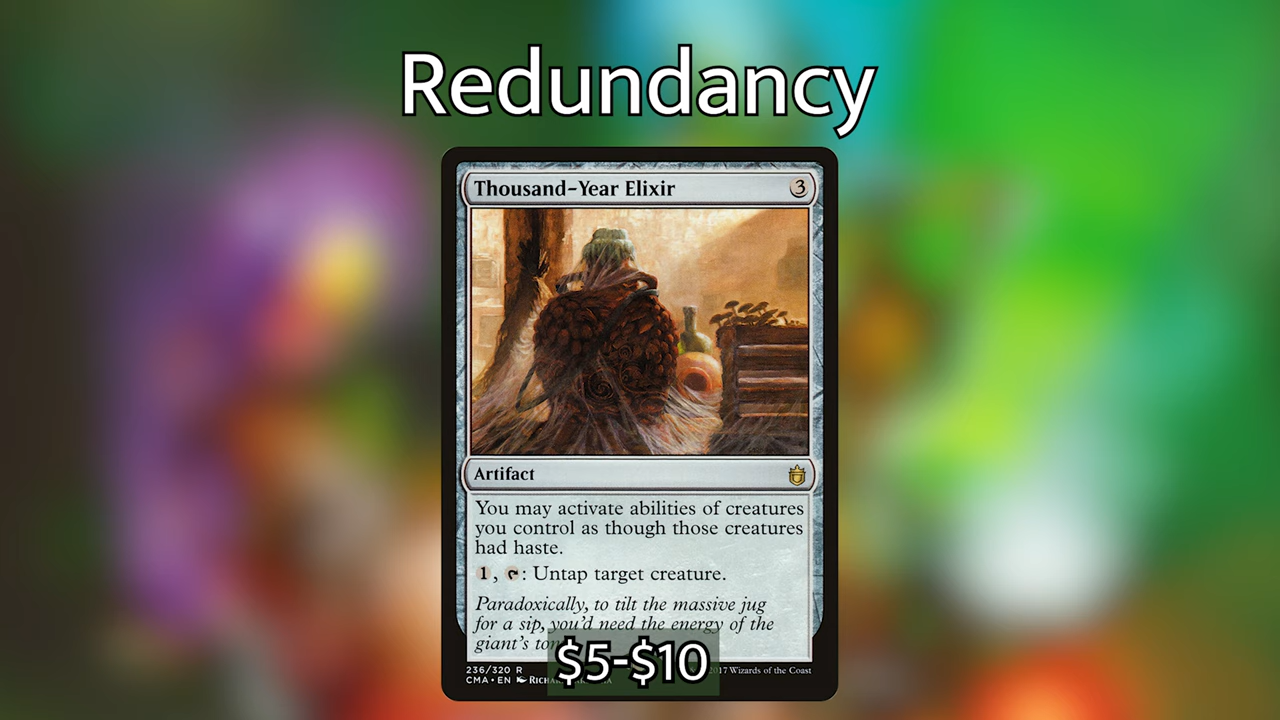 Redundancy
Thousand-Year Elixir 3
Artifact
You may activate abilities of creatures
you control as though those creatures
had haste.
1, : Untap target creature.
Paradoxically, to tilt the massive jug
for a sip, you'd need the energy of the
giant's
$5-$10
236/320 R 2017 Wizards of the Coast
CMA • EN